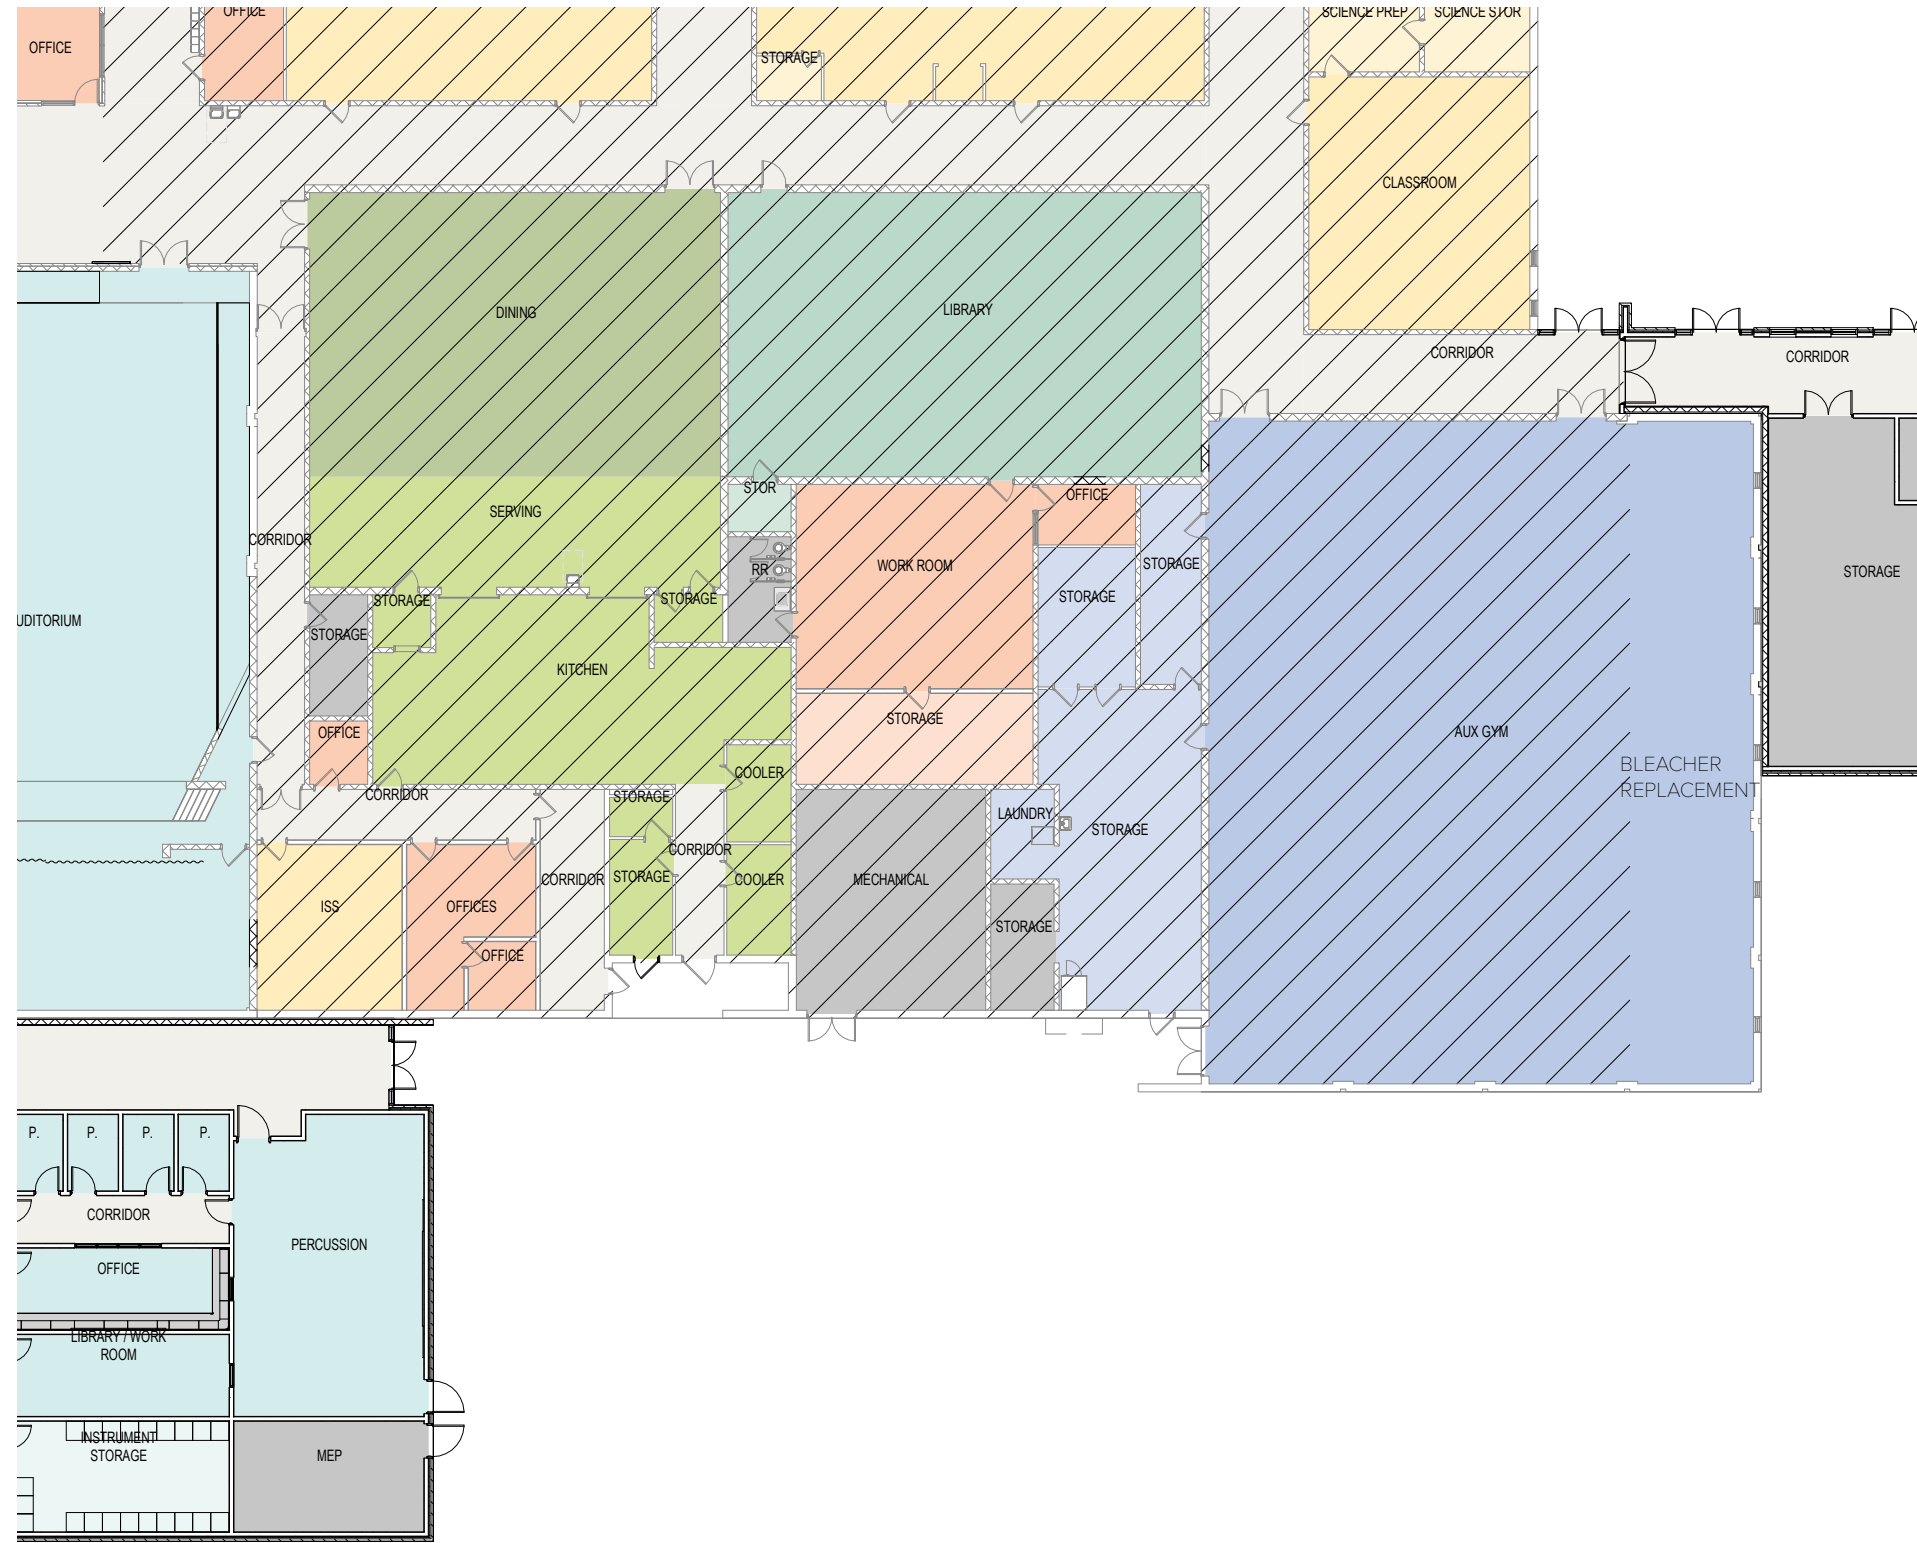 OFFICE
SCIENCE PREP
SCIENCE STOR
OFFICE
STORAGE
CLASSROOM
DINING
LIBRARY
CORRIDOR
CORRIDOR
STOR
OFFICE
SERVING
CORRIDOR
RR
WORK ROOM
STORAGE
STORAGE
STORAGE
STORAGE
STORAGE
STORAGE
UDITORIUM
STORAGE
KITCHEN
STORAGE
OFFICE
AUX GYM
BLEACHER
REPLACEMENT
COOLER
CORRIDOR
STORAGE
LAUNDRY
STORAGE
CORRIDOR
CORRIDOR
STORAGE
COOLER
MECHANICAL
ISS
OFFICES
STORAGE
OFFICE
P.
P.
P.
P.
CORRIDOR
PERCUSSION
OFFICE
LIBRARY / WORK
ROOM
INSTRUMENT
STORAGE
MEP